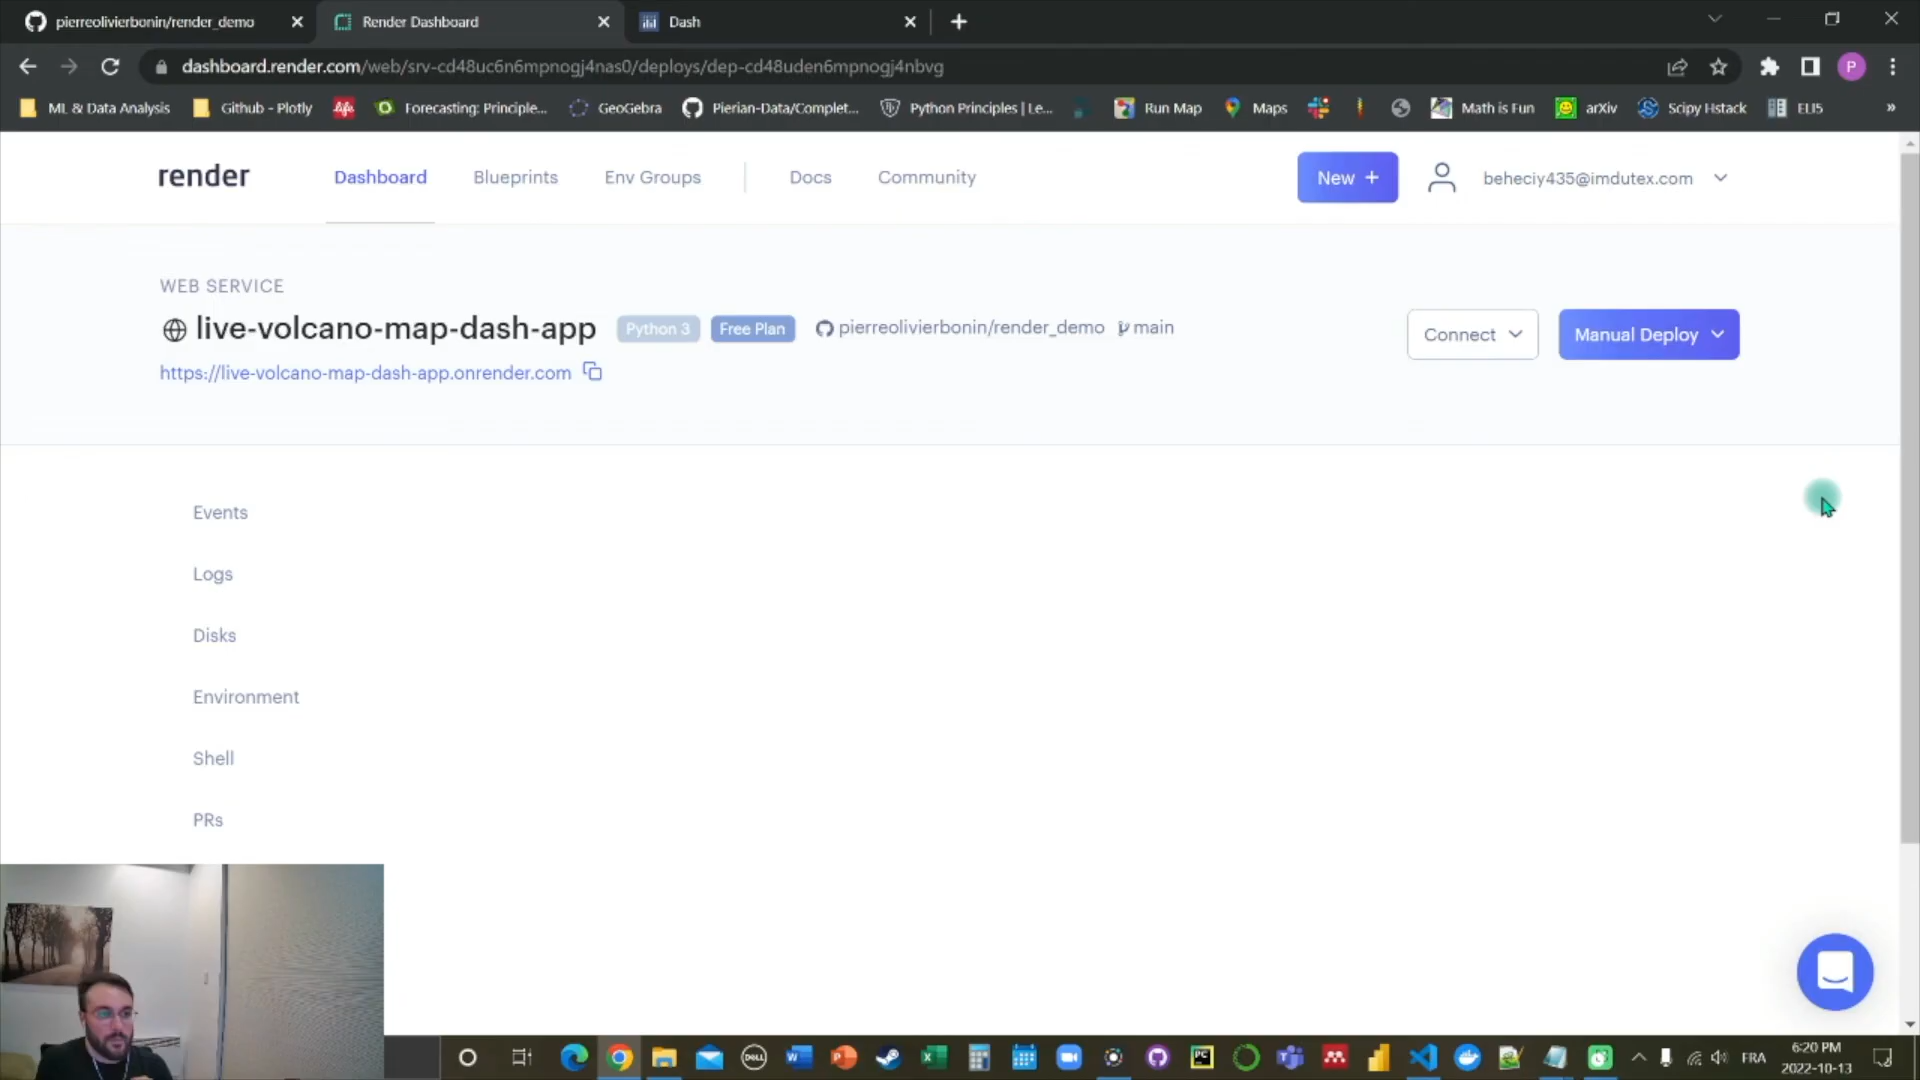 pierreolivierbonin/render_demo
Render Dashboard
Dash
dashboard.render.com/web/srv-cd48uc6n6mpnogj4nas0/deploys/dep-cd48uden6mpnogj4nbvg
P
ML & Data Analysis
Github - Plotly
Forecasting: Principle...
GeoGebra
Pierian-Data/Complet...
Python Principles | Le...
Run Map
Maps
Math is Fun
arXiv
Scipy Hstack
ELI5
»
render
Dashboard
Blueprints
Env Groups
Docs
Community
New +
beheciy435@imdutex.com
WEB SERVICE
live-volcano-map-dash-app
Python 3
Free Plan
pierreolivierbonin/render_demo
main
Connect
Manual Deploy
https://live-volcano-map-dash-app.onrender.com
Events
Logs
Disks
Environment
Shell
PRs
DELL
FRA
6:20 PM
2022-10-13